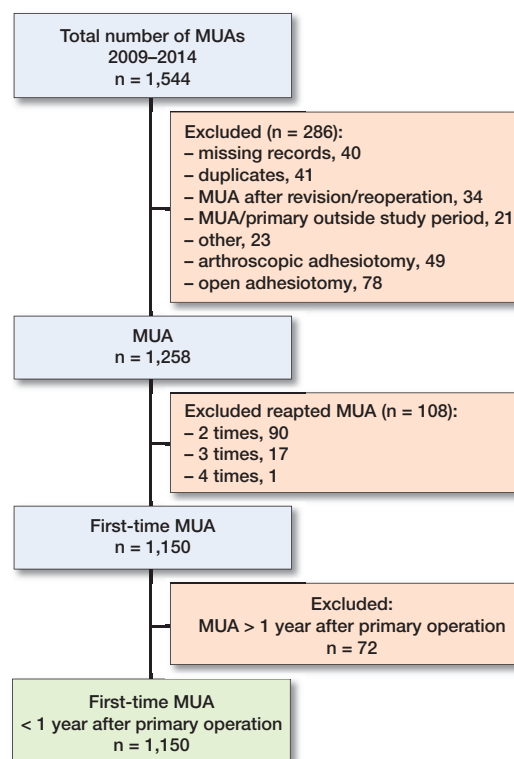 Total number of MUAs
2009–2014
n = 1,544
Excluded (n = 286):
– missing records, 40
– duplicates, 41
– MUA after revision/reoperation, 34
– MUA/primary outside study period, 21
– other, 23
– arthroscopic adhesiotomy, 49
– open adhesiotomy, 78
MUA
n = 1,258
Excluded reapted MUA (n = 108):
– 2 times, 90
– 3 times, 17
– 4 times, 1
First-time MUA
n = 1,150
Excluded:
MUA > 1 year after primary operation
n = 72
First-time MUA
< 1 year after primary operation
n = 1,150